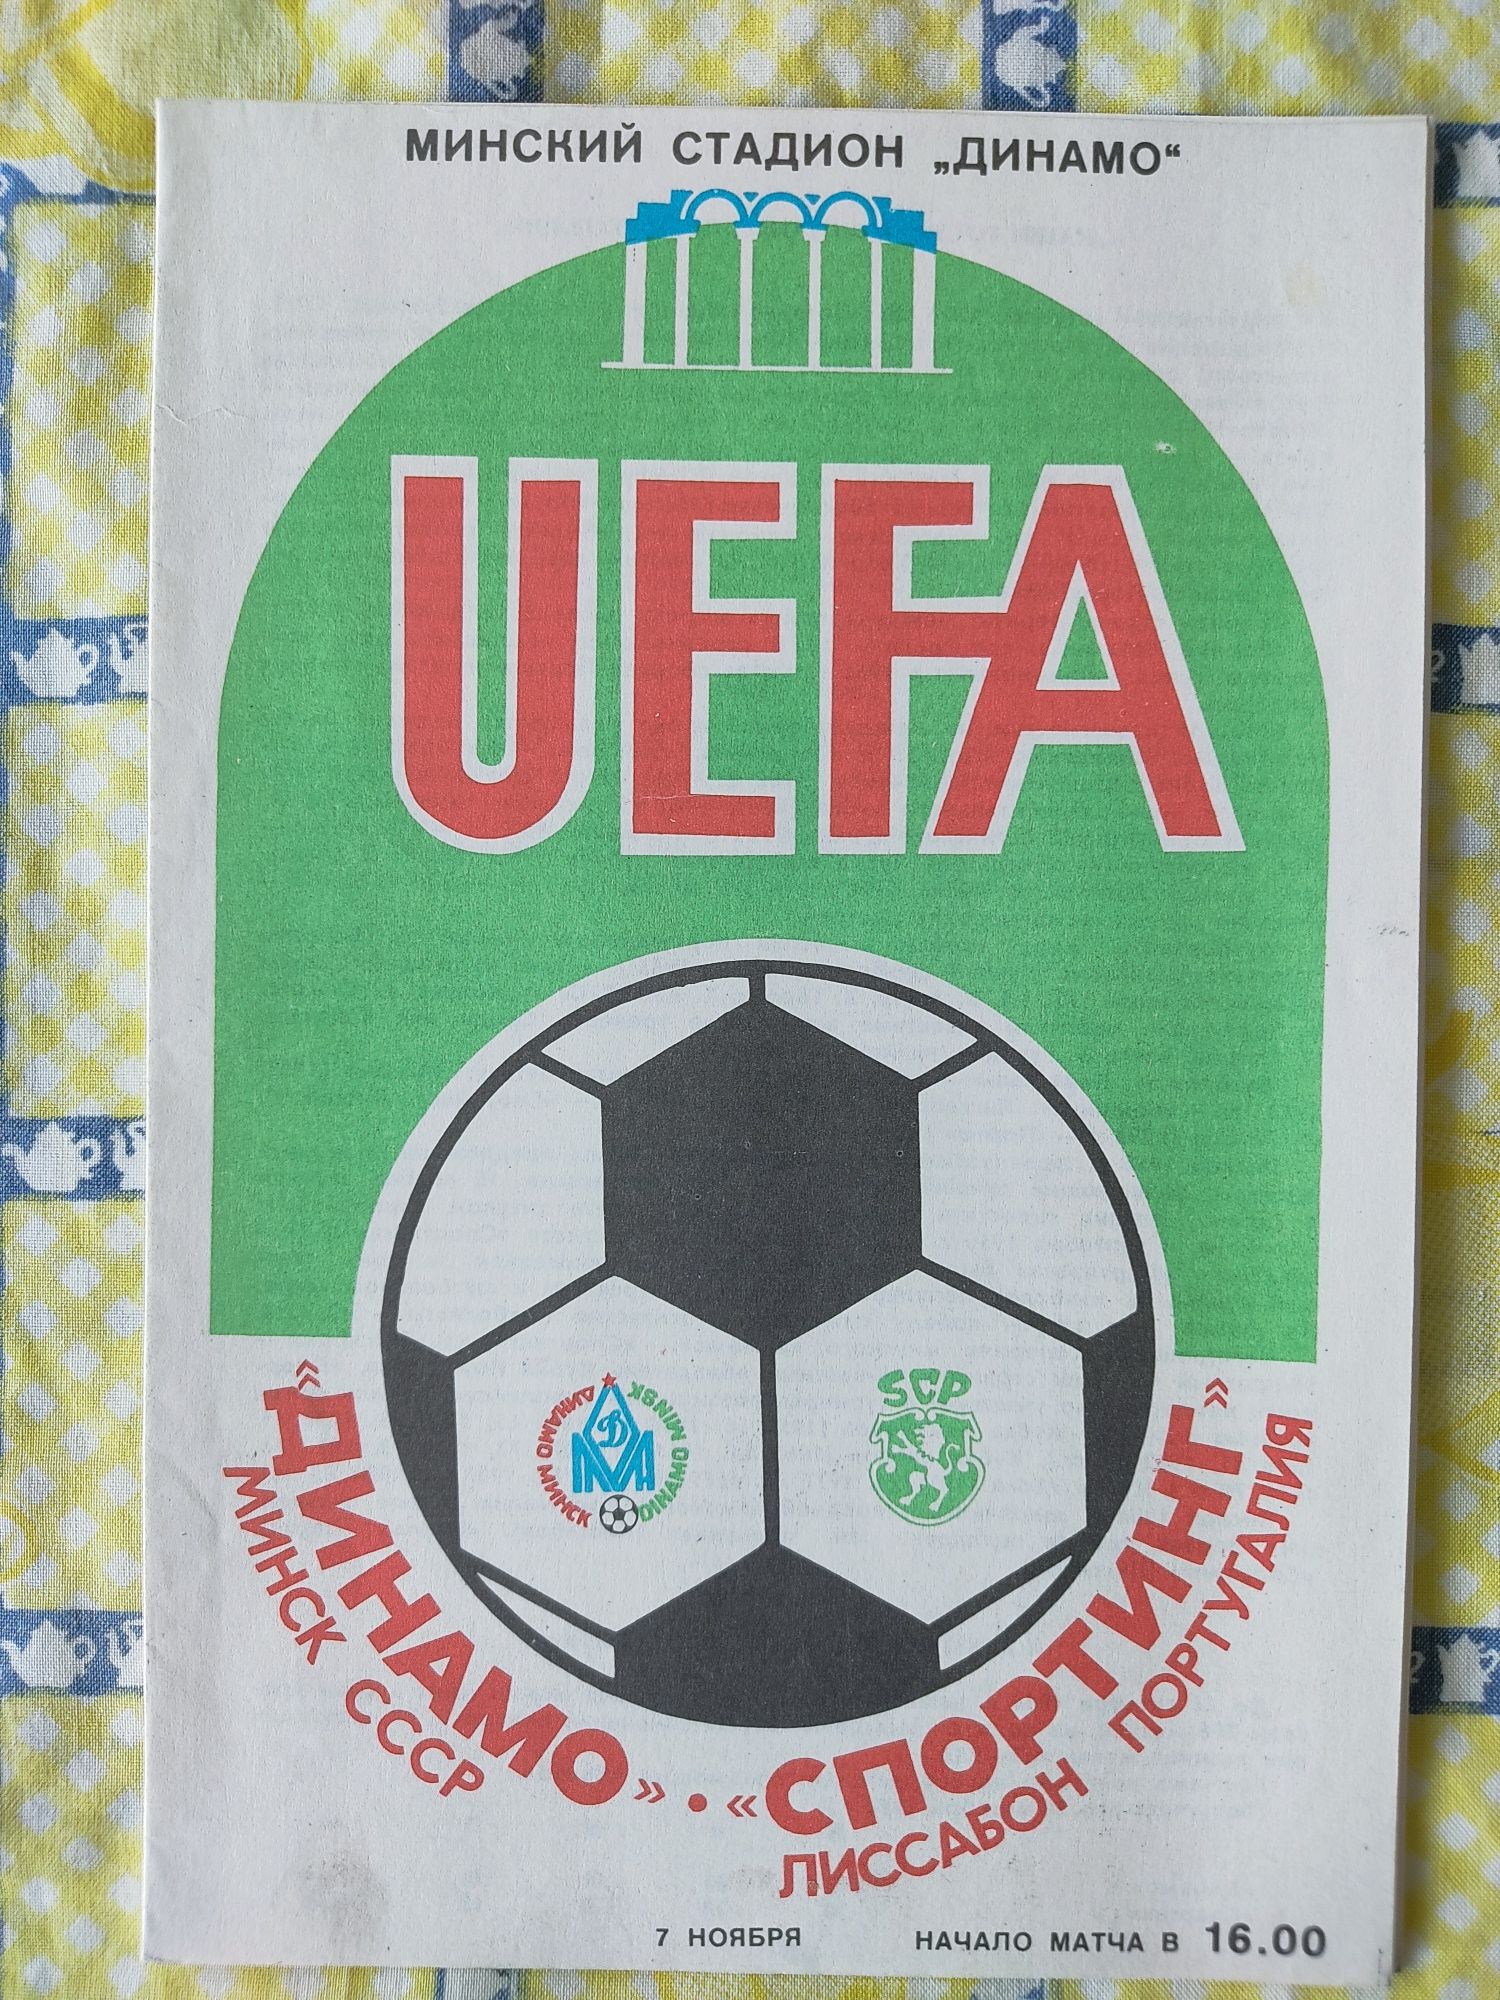 МИНСКИЙ СТАДИОН „ДИНАМО“
UEFA
ДИНАМО МИНСК
DINAMO MINSK
Д
М
SCP
«ДИНАМО» • «СПОРТИНГ»
МИНСК СССР
ЛИССАБОН ПОРТУГАЛИЯ
7 НОЯБРЯ
НАЧАЛО МАТЧА В 16.00